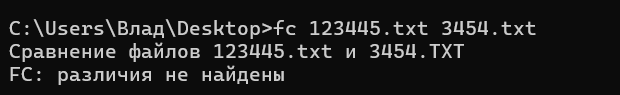 C:\Users\Влад\Desktop>fc 123445.txt 3454.txt
Сравнение файлов 123445.txt и 3454.TXT
FC: различия не найдены